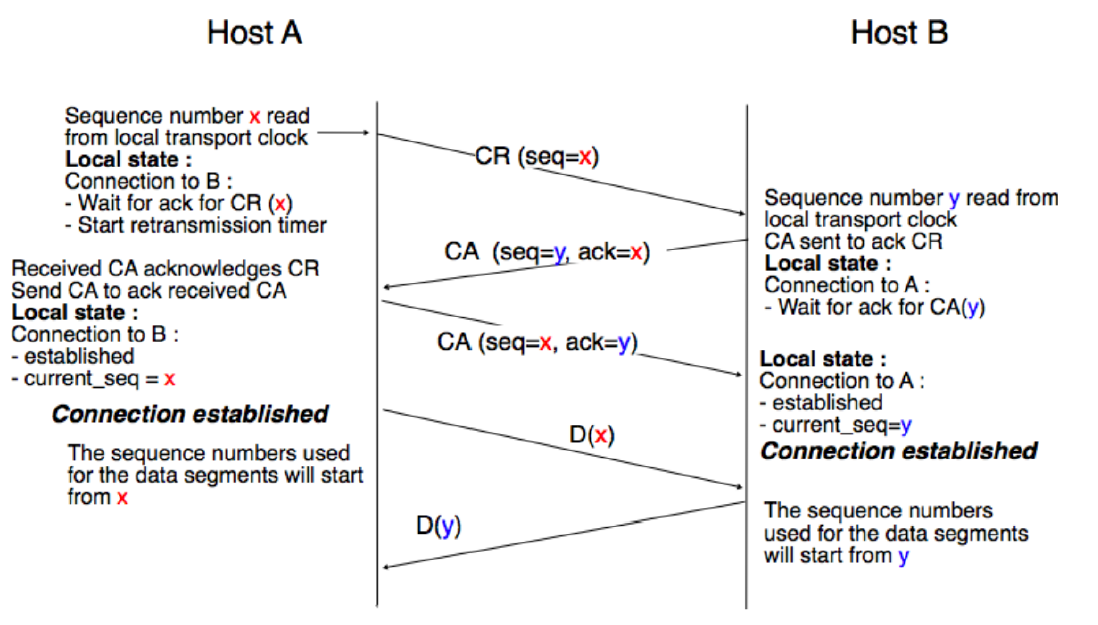 Host A
Host B
Sequence number x read
from local transport clock
Local state :
Connection to B :
- Wait for ack for CR (x)
- Start retransmission timer
CR (seq=x)
Sequence number y read from
local transport clock
CA sent to ack CR
Local state :
Connection to A :
- Wait for ack for CA(y)
CA (seq=y, ack=x)
Received CA acknowledges CR
Send CA to ack received CA
Local state :
Connection to B :
- established
- current_seq = x
Connection established
CA (seq=x, ack=y)
Local state :
Connection to A :
- established
- current_seq=y
Connection established
D(x)
The sequence numbers used
for the data segments will start
from x
D(y)
The sequence numbers
used for the data segments
will start from y